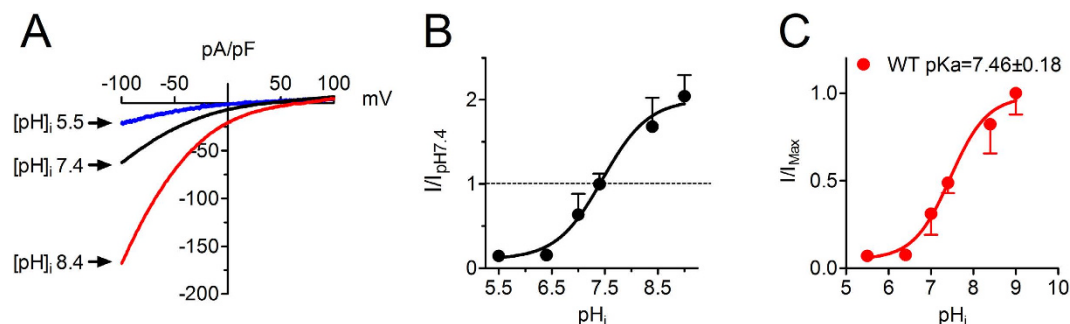 A
pA/pF
-100
-50
50
100
mV
[pH]i 5.5
[pH]i 7.4
[pH]i 8.4
-50
-100
-150
-200
B
I/IpH7.4
2
1
0
5.5
6.5
7.5
8.5
pHi
C
WT pKa=7.46±0.18
I/IMax
1.0
0.5
0.0
5
6
7
8
9
10
pHi